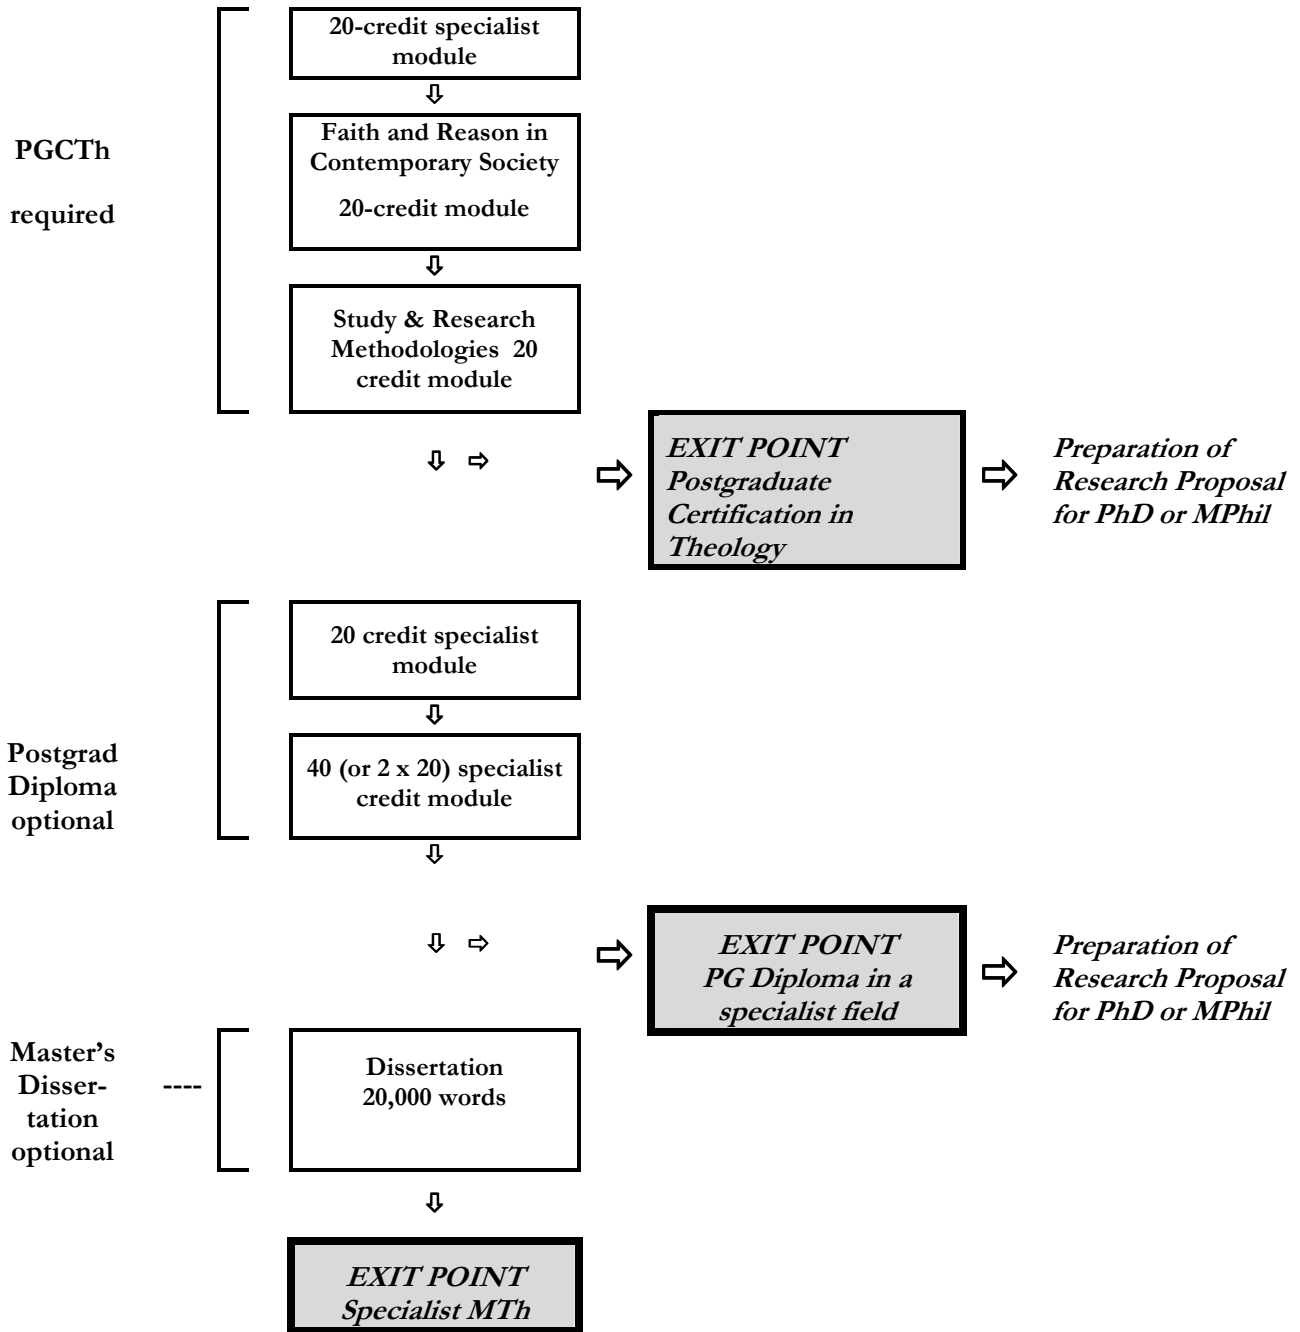 20-credit specialist
module
PGCTh
required
Faith and Reason in
Contemporary Society
20-credit module
Study & Research
Methodologies 20
credit module
EXIT POINT
Postgraduate
Certification in
Theology
Preparation of
Research Proposal
for PhD or MPhil
20 credit specialist
module
Postgrad
Diploma
optional
40 (or 2 x 20) specialist
credit module
EXIT POINT
PG Diploma in a
specialist field
Preparation of
Research Proposal
for PhD or MPhil
Master's
Disser-
tation
optional
----
Dissertation
20,000 words
EXIT POINT
Specialist MTh